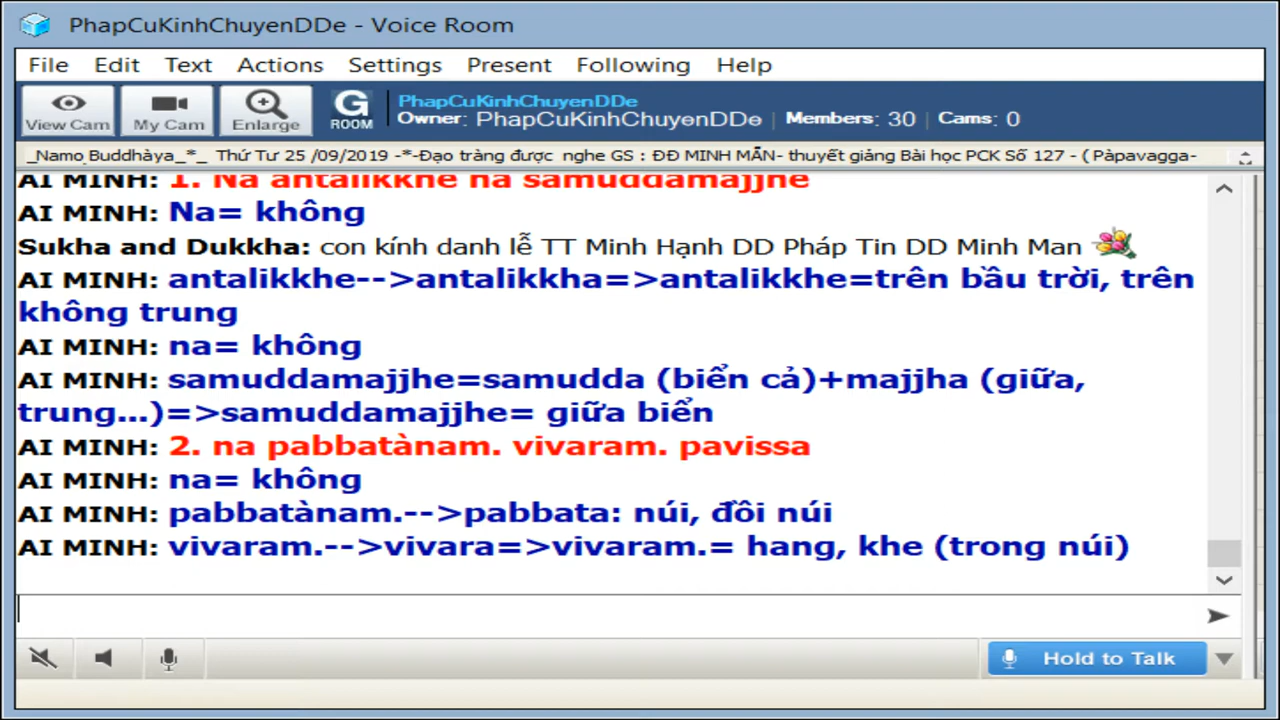 PhapCuKinhChuyenDDe - Voice Room
File Edit Text Actions Settings Present Following Help
View Cam My Cam Enlarge G ROOM
PhapCuKinhChuyenDDe
Owner: PhapCuKinhChuyenDDe | Members: 30 | Cams: 0
_Namo Buddhàya_*_ Thứ Tư 25 /09/2019 -*-Đạo tràng được nghe GS : ĐĐ MINH MẪN- thuyết giảng Bài học PCK Số 127 - ( Pàpavagga-
AI MINH: 1. Na antalikkhe na samuddamajjhe
AI MINH: Na= không
Sukha and Dukkha: con kính danh lễ TT Minh Hạnh DD Pháp Tin DD Minh Man
AI MINH: antalikkhe-->antalikkha=>antalikkhe=trên bầu trời, trên
không trung
AI MINH: na= không
AI MINH: samuddamajjhe=samudda (biển cả)+majjha (giữa,
trung...)=>samuddamajjhe= giữa biển
AI MINH: 2. na pabbatànam. vivaram. pavissa
AI MINH: na= không
AI MINH: pabbatànam.-->pabbata: núi, đồi núi
AI MINH: vivaram.-->vivara=>vivaram.= hang, khe (trong núi)
Hold to Talk